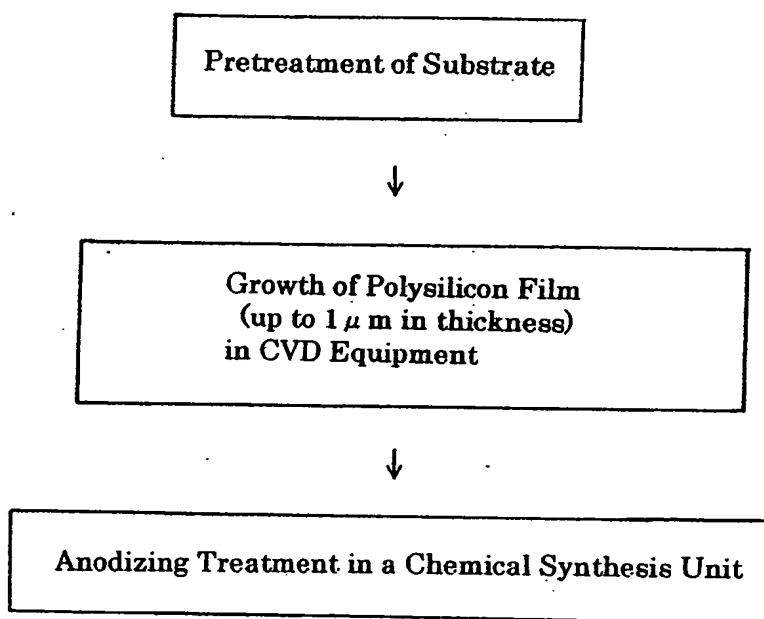 Pretreatment of Substrate
↓
Growth of Polysilicon Film
(up to 1 μ m in thickness)
in CVD Equipment
↓
Anodizing Treatment in a Chemical Synthesis Unit